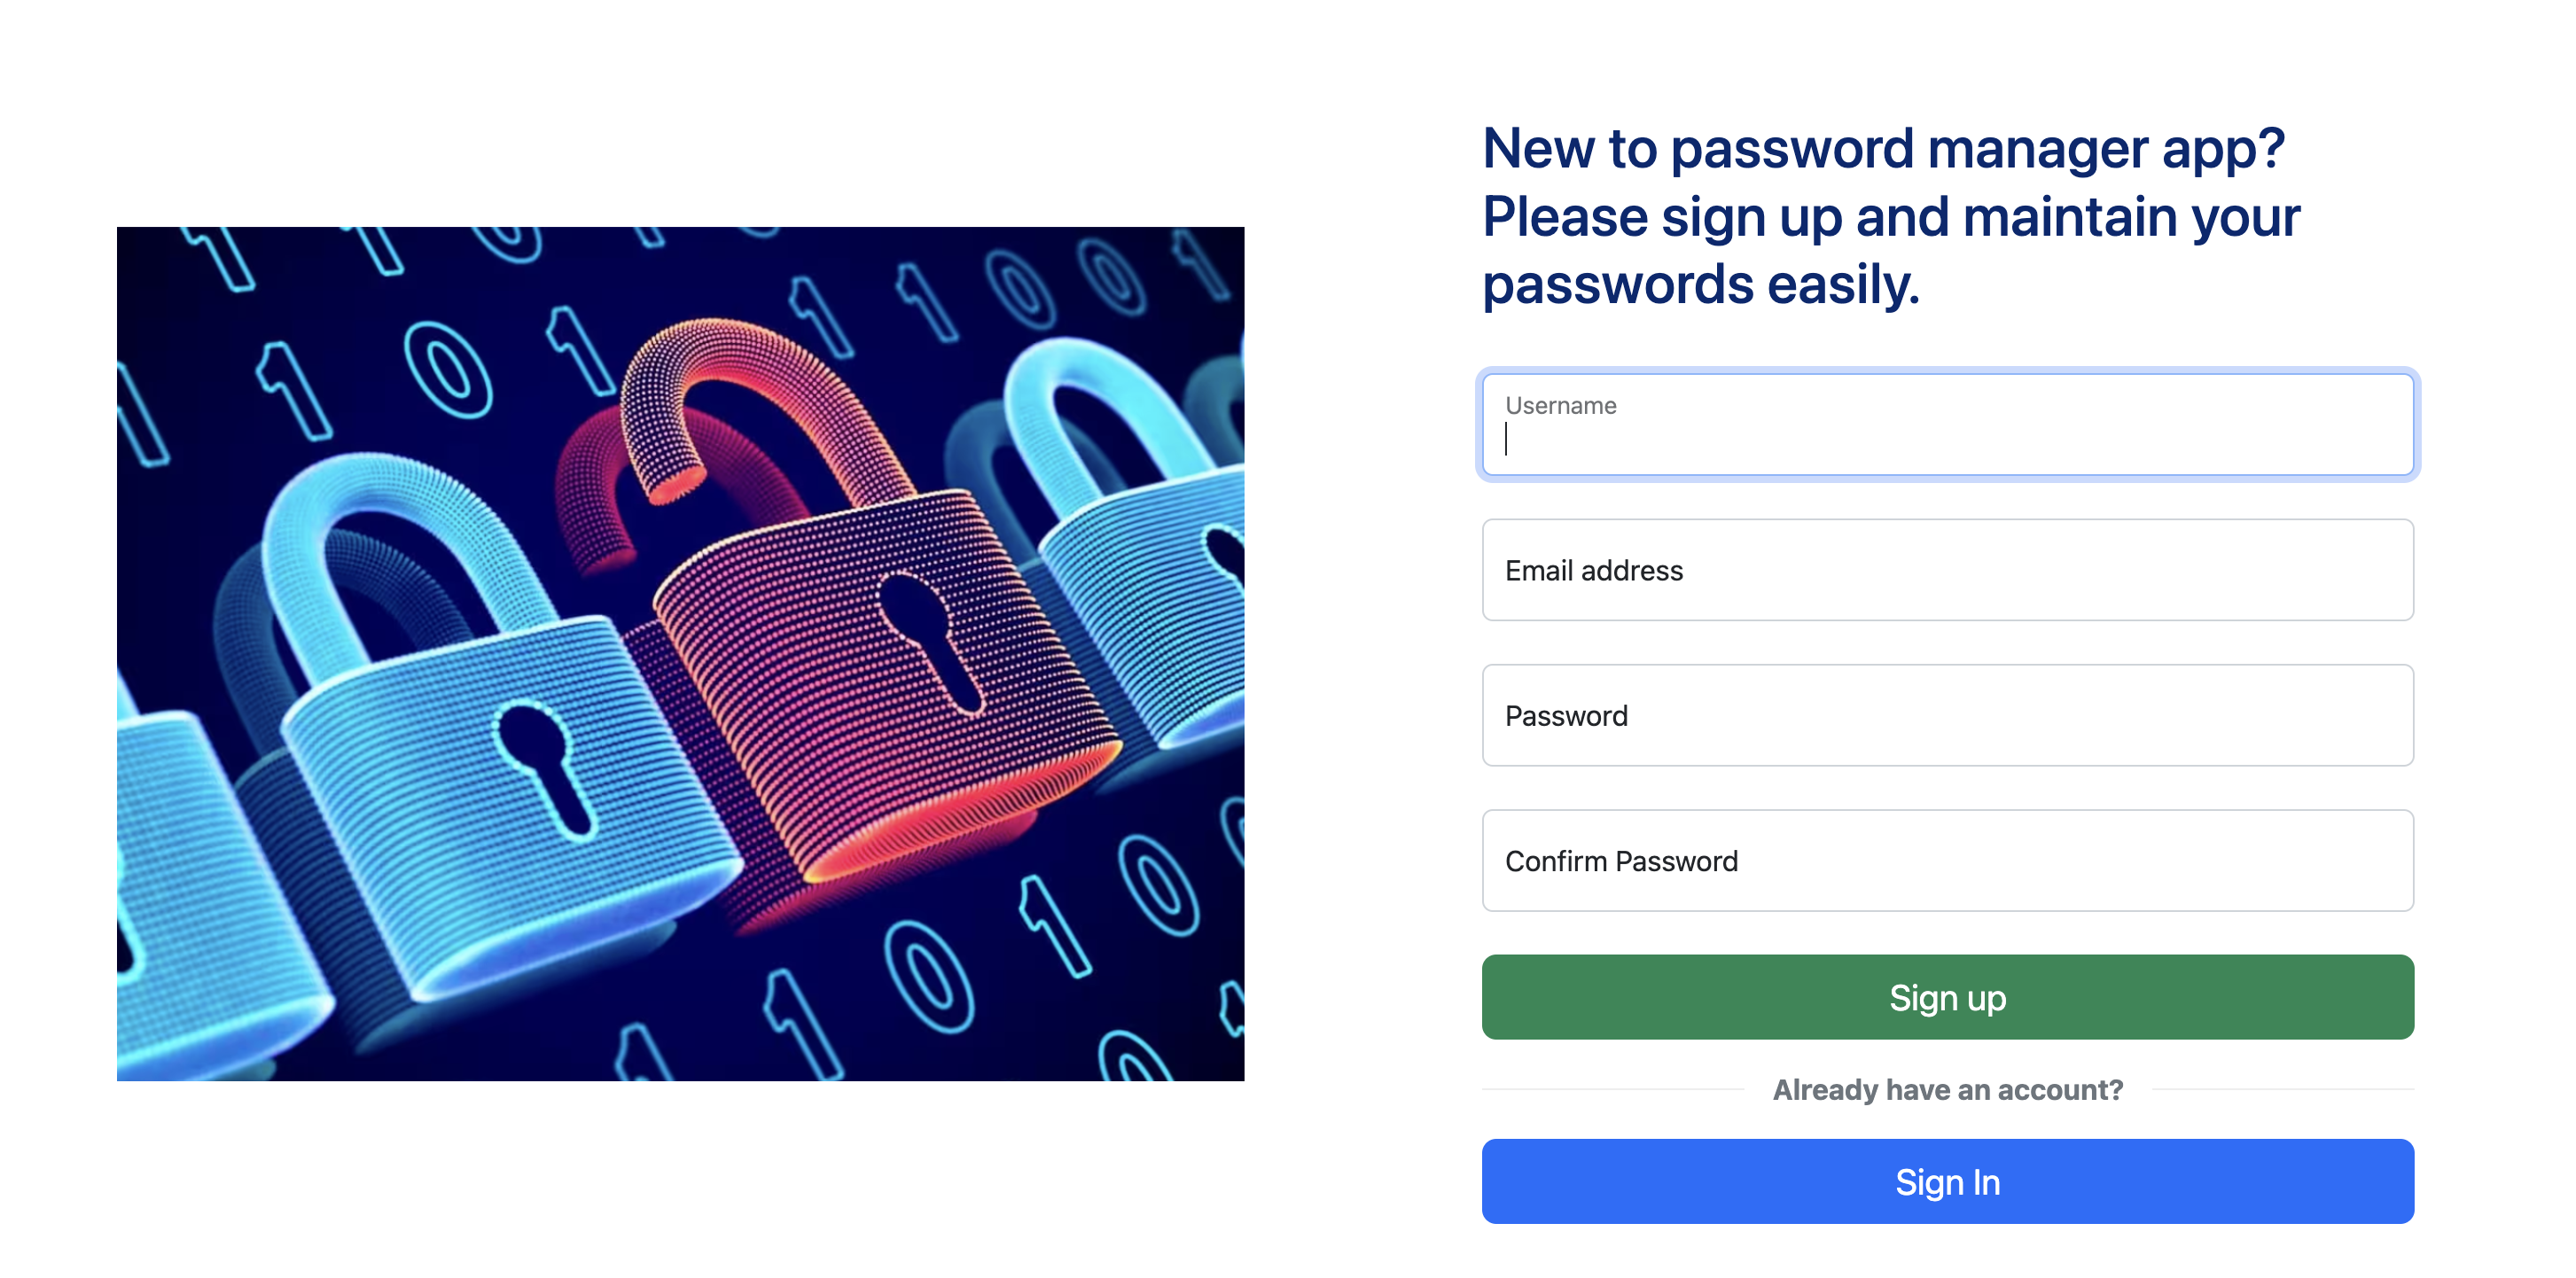 New to password manager app?
Please sign up and maintain your
passwords easily.
Username
Email address
Password
Confirm Password
Sign up
Already have an account?
Sign In